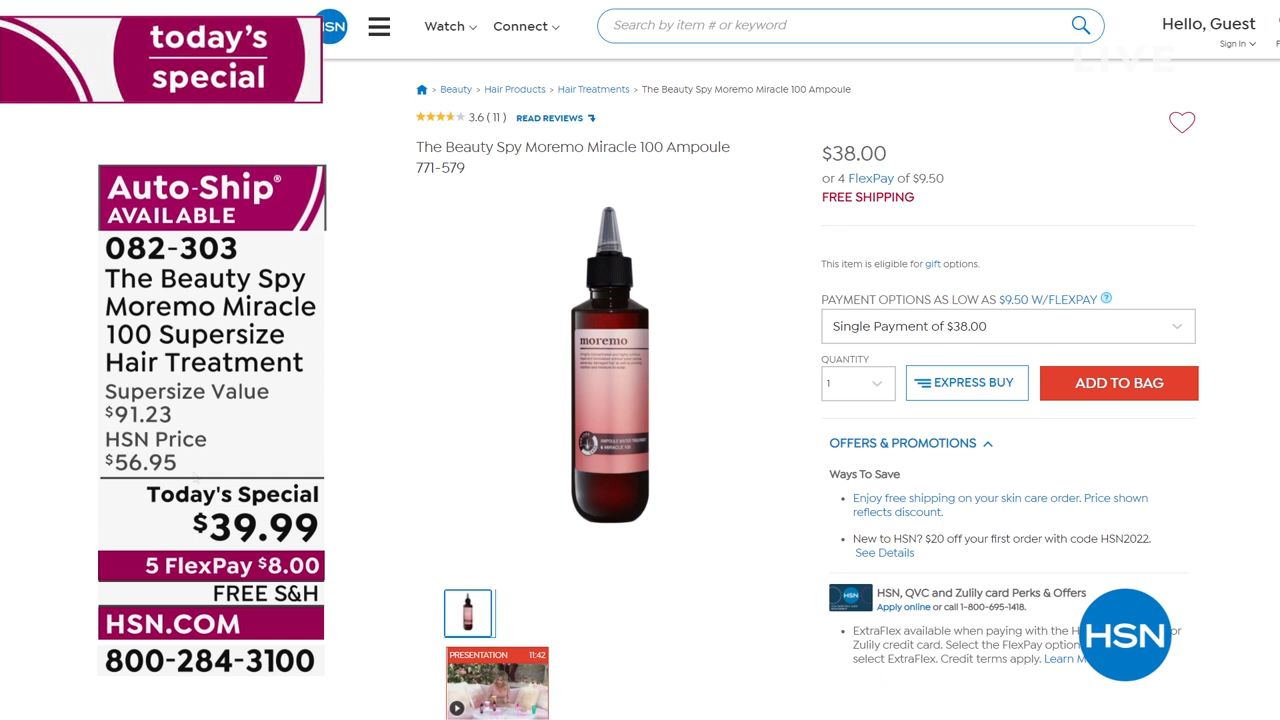 today's
special
HSN
Watch
Connect
Search by item # or keyword
Hello, Guest
Sign In
LIVE
Beauty > Hair Products > Hair Treatments > The Beauty Spy Moremo Miracle 100 Ampoule
3.6 ( 11 ) READ REVIEWS
The Beauty Spy Moremo Miracle 100 Ampoule
771-579
$38.00
or 4 FlexPay of $9.50
FREE SHIPPING
This item is eligible for gift options.
PAYMENT OPTIONS AS LOW AS $9.50 W/FLEXPAY ?
Single Payment of $38.00
QUANTITY
1
EXPRESS BUY
ADD TO BAG
OFFERS & PROMOTIONS
Ways To Save
• Enjoy free shipping on your skin care order. Price shown
reflects discount.
• New to HSN? $20 off your first order with code HSN2022.
See Details
HSN
HSN, QVC and Zulily card Perks & Offers
Apply online or call 1-800-695-1418.
• ExtraFlex available when paying with the
or
Zulily credit card. Select the FlexPay option
select ExtraFlex. Credit terms apply. Learn
HSN
Auto-Ship®
AVAILABLE
082-303
The Beauty Spy
Moremo Miracle
100 Supersize
Hair Treatment
Supersize Value
$91.23
HSN Price
$56.95
Today's Special
$39.99
5 FlexPay $8.00
FREE S&H
HSN.COM
800-284-3100
moremo
AMPOULE WATER TREATMENT
& MIRACLE 100
PRESENTATION 11:42